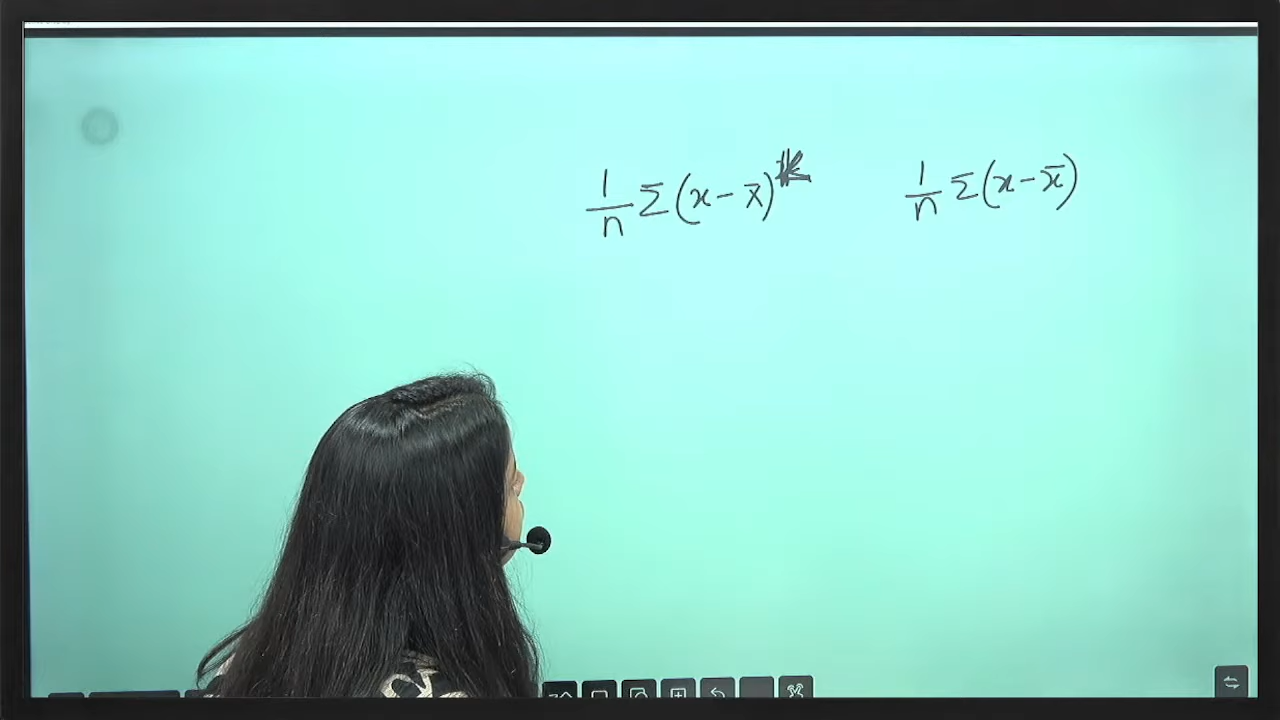 1/n Σ(x - x̄)ᵏ 1/n Σ(x - x̄)